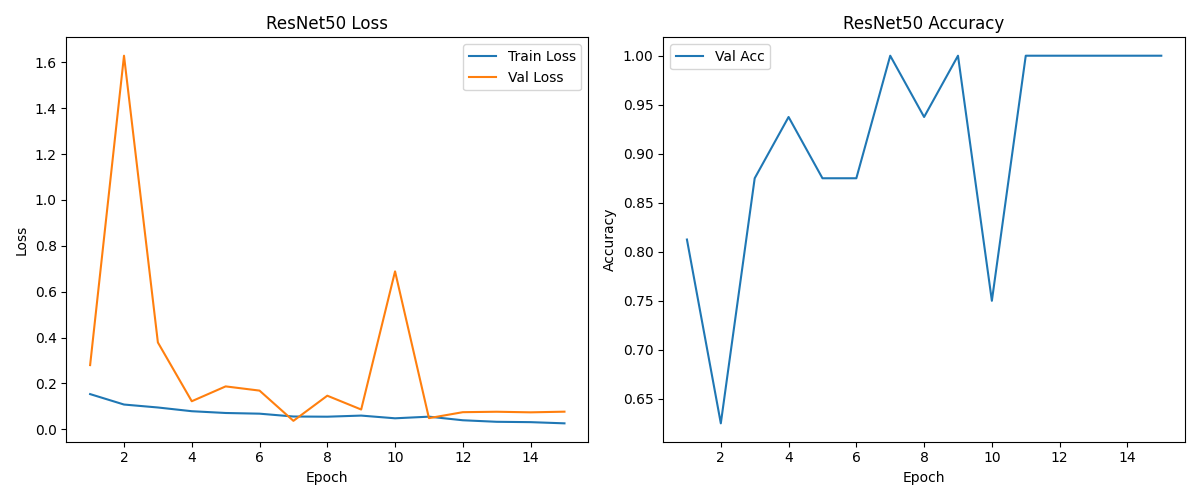 ResNet50 Loss
Train Loss
Val Loss
1.6
1.4
1.2
1.0
0.8
0.6
0.4
0.2
0.0
Loss
2 4 6 8 10 12 14
Epoch
ResNet50 Accuracy
Val Acc
1.00
0.95
0.90
0.85
0.80
0.75
0.70
0.65
Accuracy
2 4 6 8 10 12 14
Epoch